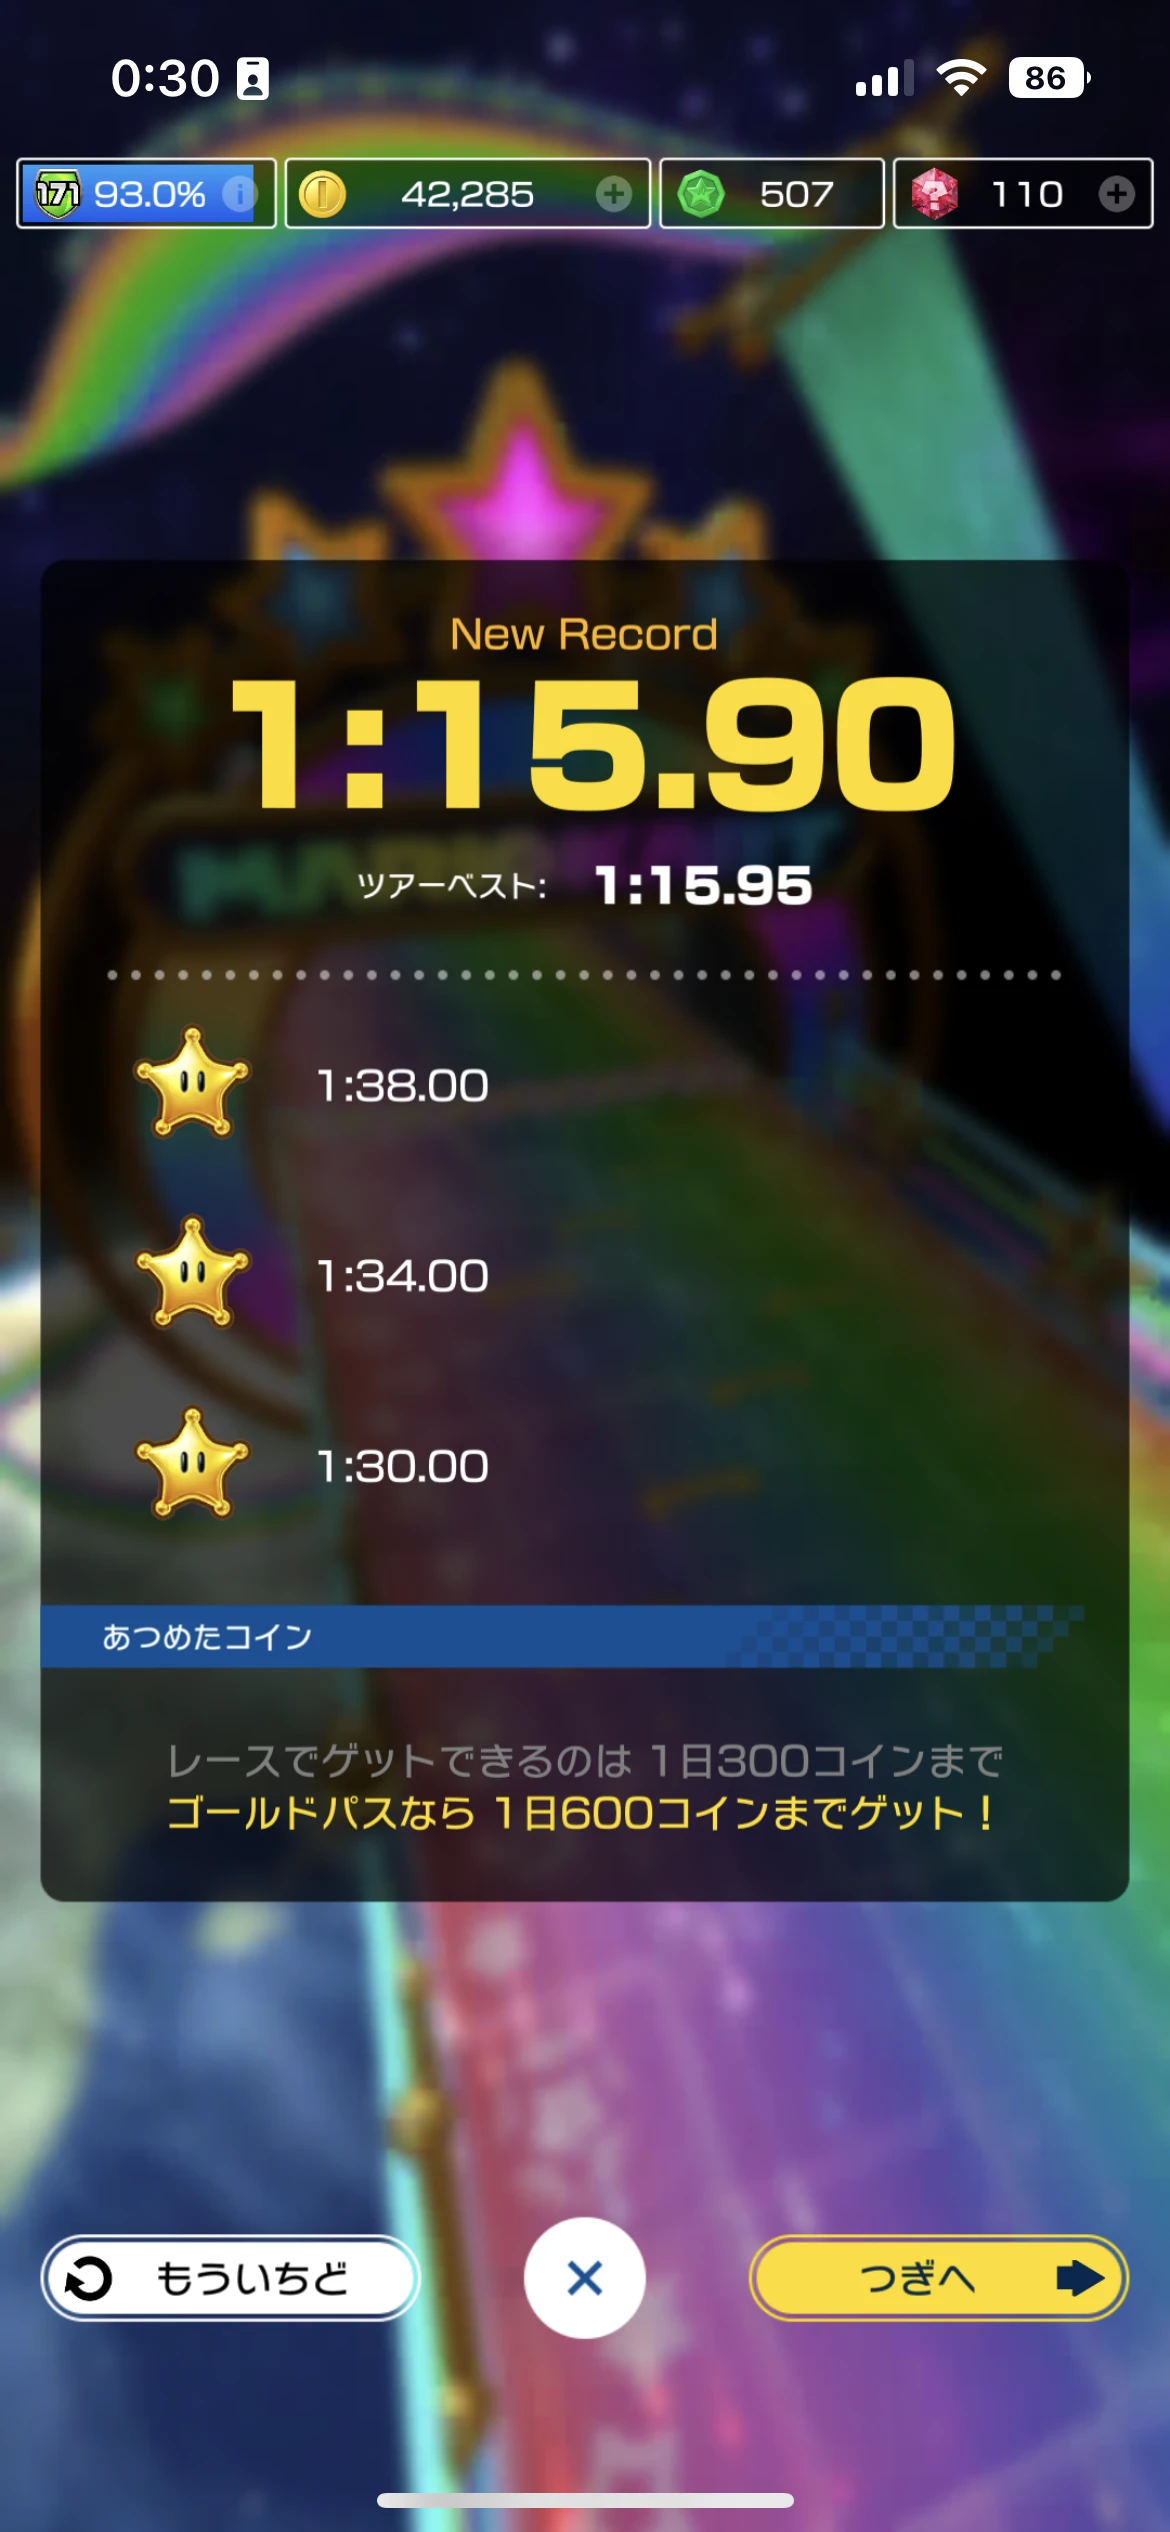 0:30
86
171 93.0% i
42,285
507
110
New Record
1:15.90
ツアーベスト: 1:15.95
MARIO KART
1:38.00
1:34.00
1:30.00
あつめたコイン
レースでゲットできるのは 1日300コインまで
ゴールドパスなら 1日600コインまでゲット！
もういちど
つぎへ